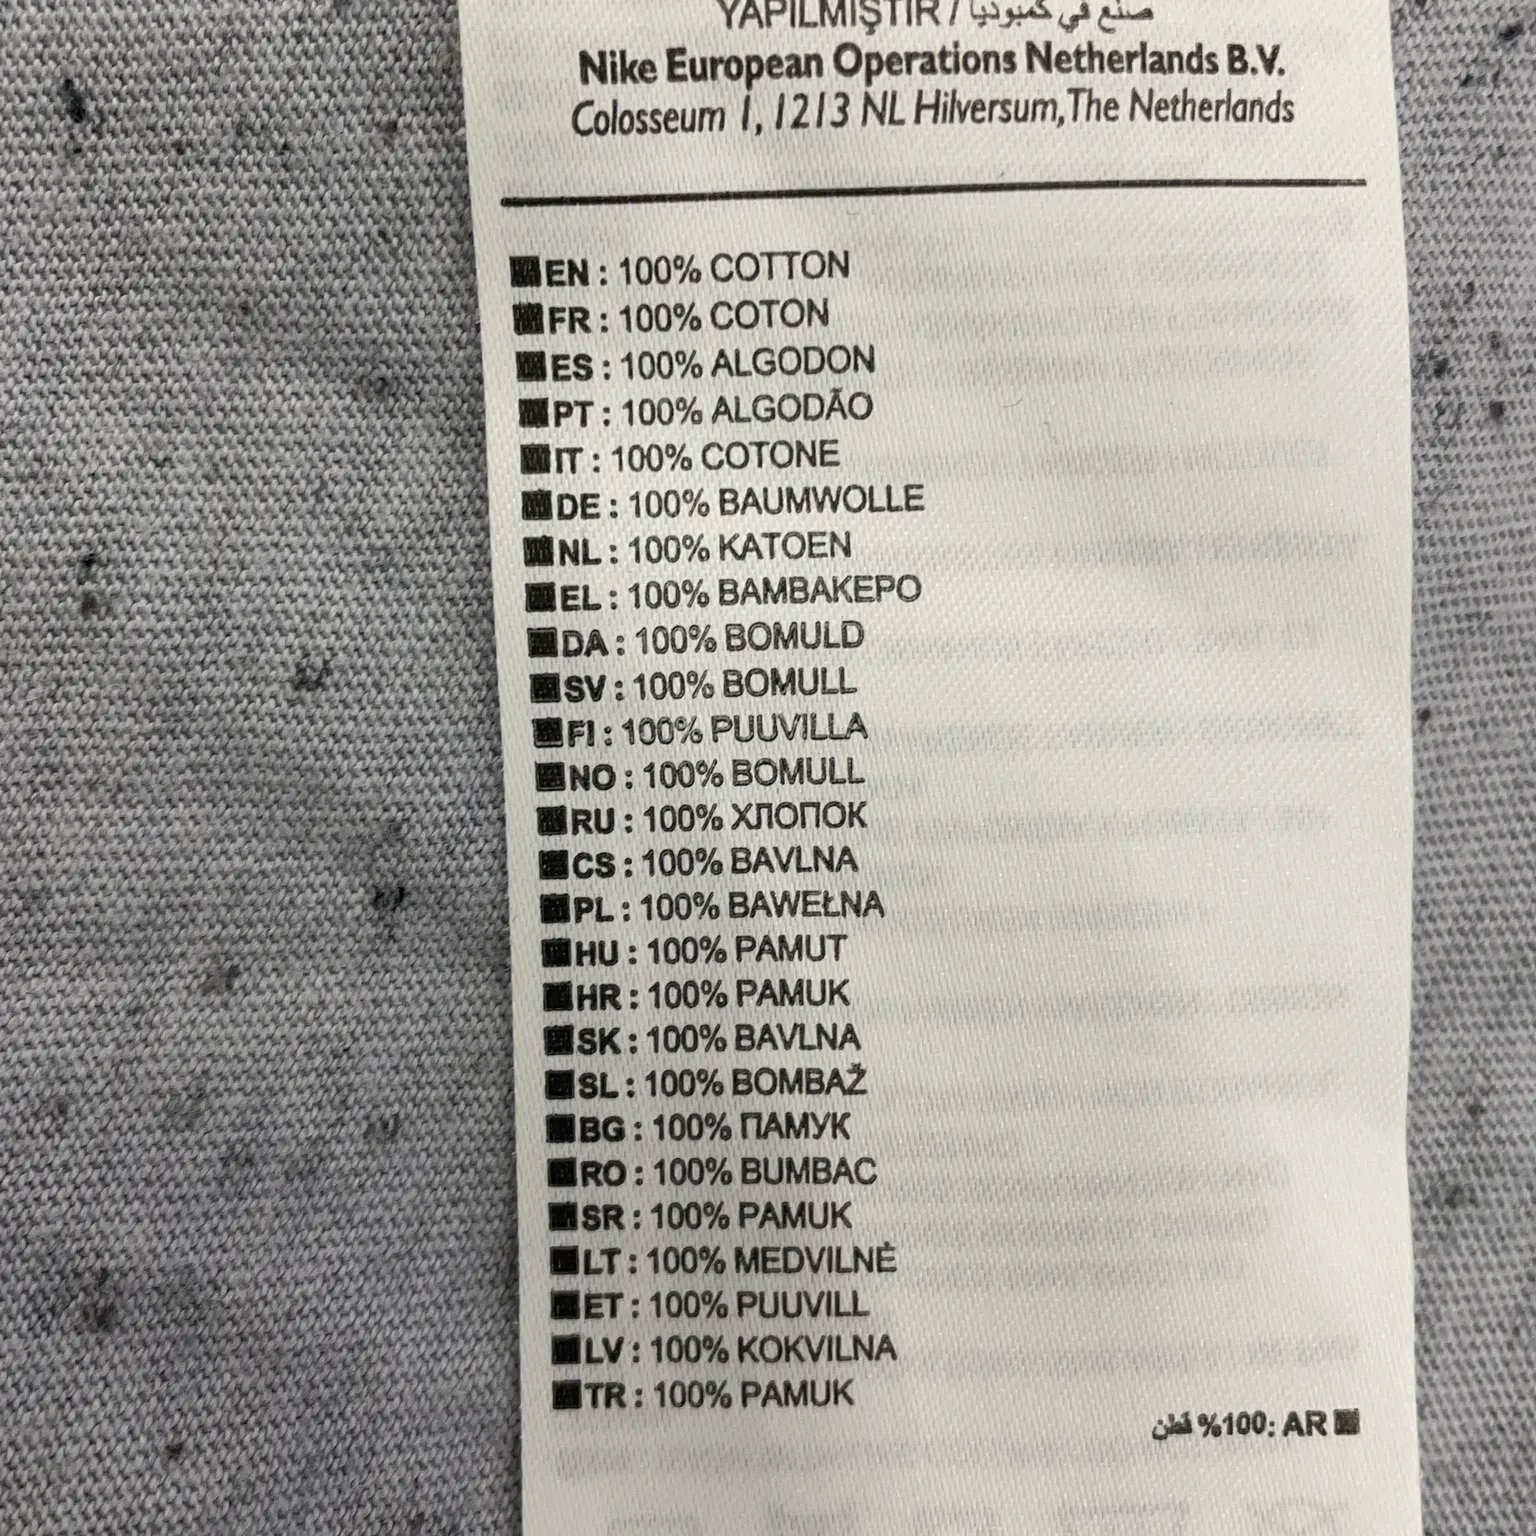 YAPILMIŞTIR / صنع في كمبوديا
Nike European Operations Netherlands B.V.
Colosseum 1, 1213 NL Hilversum, The Netherlands
EN : 100% COTTON
FR : 100% COTON
ES : 100% ALGODON
PT : 100% ALGODÃO
IT : 100% COTONE
DE : 100% BAUMWOLLE
NL : 100% KATOEN
EL : 100% ΒΑΜΒΑΚΕΡΟ
DA : 100% BOMULD
SV : 100% BOMULL
FI : 100% PUUVILLA
NO : 100% BOMULL
RU : 100% ХЛОПОК
CS : 100% BAVLNA
PL : 100% BAWEŁNA
HU : 100% PAMUT
HR : 100% PAMUK
SK : 100% BAVLNA
SL : 100% BOMBAŽ
BG : 100% ПАМУК
RO : 100% BUMBAC
SR : 100% PAMUK
LT : 100% MEDVILNĖ
ET : 100% PUUVILL
LV : 100% KOKVILNA
TR : 100% PAMUK
AR :100% قطن